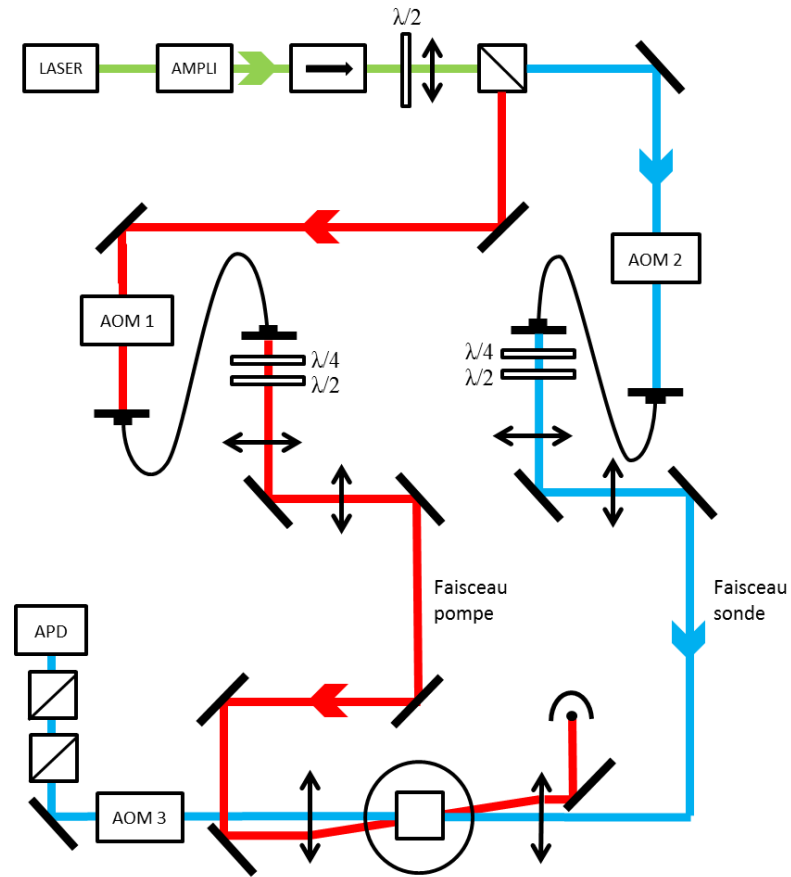 λ/2
LASER
AMPLI
AOM 2
AOM 1
λ/4
λ/2
λ/4
λ/2
Faisceau
pompe
Faisceau
sonde
APD
AOM 3